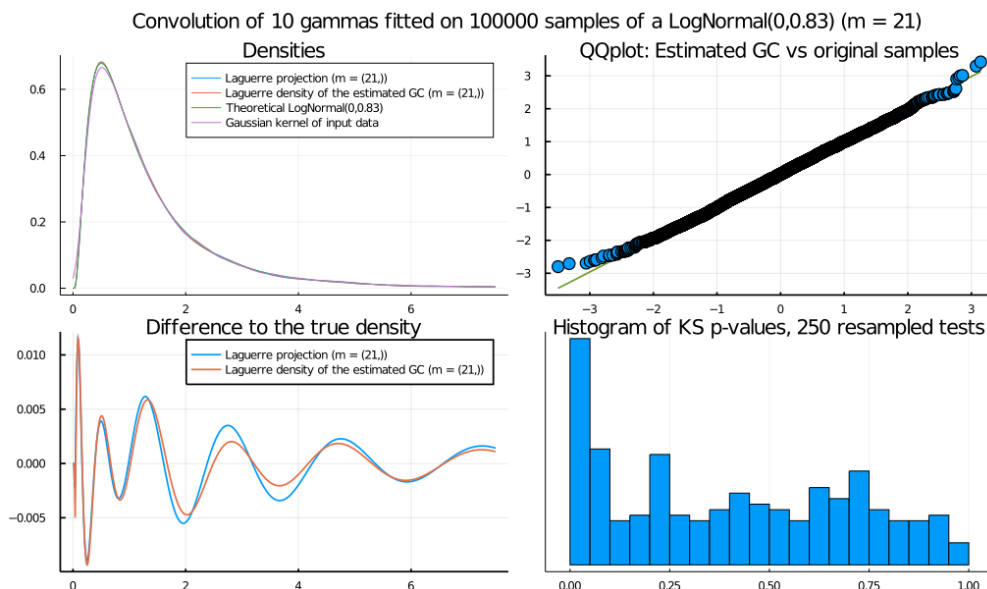 Convolution of 10 gammas fitted on 100000 samples of a LogNormal(0,0.83) (m = 21)
Densities
Laguerre projection (m = (21,))
Laguerre density of the estimated GC (m = (21,))
Theoretical LogNormal(0,0.83)
Gaussian kernel of input data
0.6
0.4
0.2
0.0
0 2 4 6
QQplot: Estimated GC vs original samples
3
2
1
0
−1
−2
−3
−3 −2 −1 0 1 2 3
Difference to the true density
Laguerre projection (m = (21,))
Laguerre density of the estimated GC (m = (21,))
0.010
0.005
0.000
−0.005
0 2 4 6
Histogram of KS p-values, 250 resampled tests
0.00 0.25 0.50 0.75 1.00